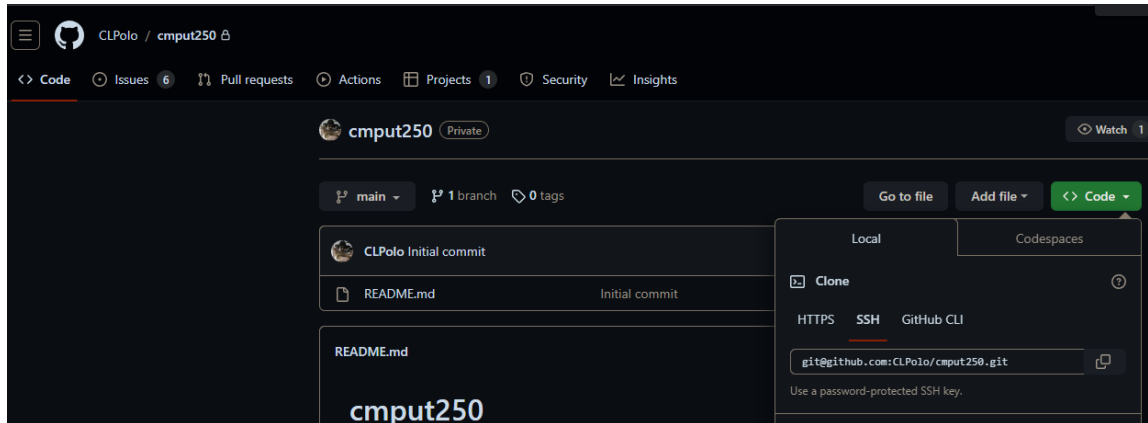 CLPolo / cmput250
<> Code Issues 6 Pull requests Actions Projects 1 Security Insights
cmput250 Private
Watch 1
main 1 branch 0 tags
Go to file Add file <> Code
CLPolo Initial commit
README.md Initial commit
README.md
cmput250
Local Codespaces
Clone
HTTPS SSH GitHub CLI
git@github.com:CLPolo/cmput250.git
Use a password-protected SSH key.